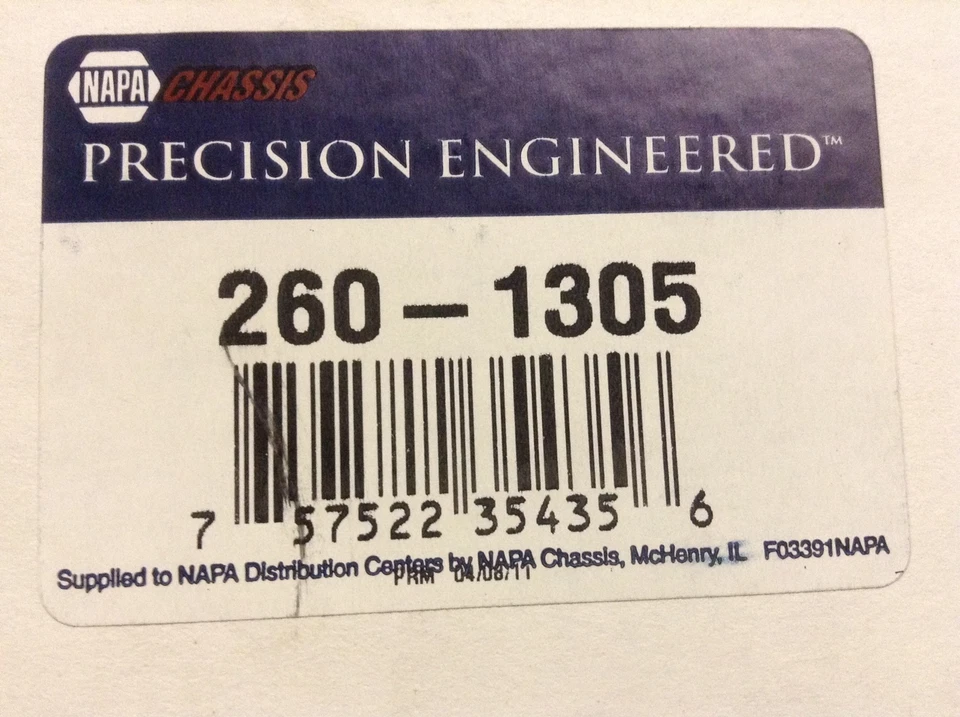 NAPA CHASSIS
PRECISION ENGINEERED™
260-1305
7 57522 35435 6
Supplied to NAPA Distribution Centers by NAPA Chassis, McHenry, IL F03391NAPA
PRM 04/08/11